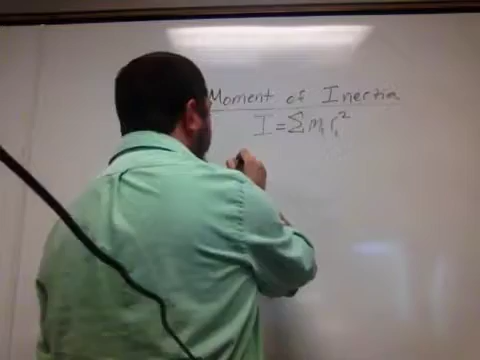 Moment of Inertia
I = Σ mᵢ rᵢ²